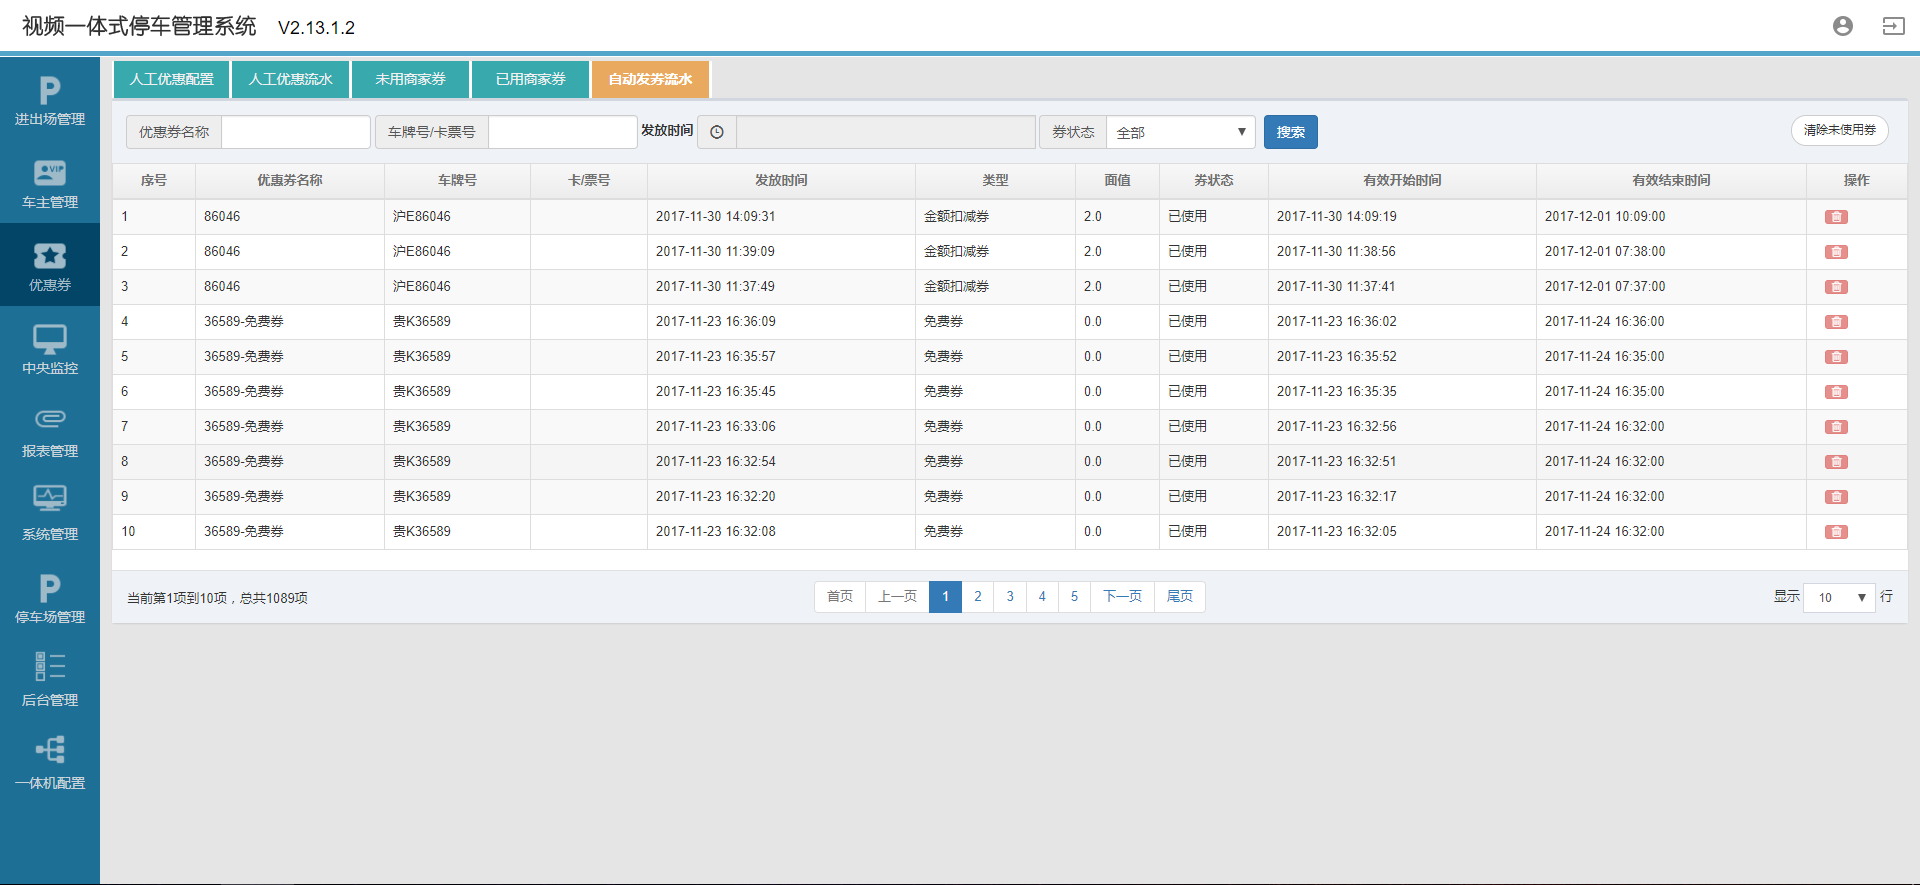 视频一体式停车管理系统 V2.13.1.2
进出场管理
车主管理
优惠券
中央监控
报表管理
系统管理
停车场管理
后台管理
一体机配置
人工优惠配置 人工优惠流水 未用商家券 已用商家券 自动发券流水
优惠券名称 车牌号/卡票号 发放时间 券状态 全部 搜索 清除未使用券
序号 优惠券名称 车牌号 卡/票号 发放时间 类型 面值 券状态 有效开始时间 有效结束时间 操作
1 86046 沪E86046 2017-11-30 14:09:31 金额扣减券 2.0 已使用 2017-11-30 14:09:19 2017-12-01 10:09:00
2 86046 沪E86046 2017-11-30 11:39:09 金额扣减券 2.0 已使用 2017-11-30 11:38:56 2017-12-01 07:38:00
3 86046 沪E86046 2017-11-30 11:37:49 金额扣减券 2.0 已使用 2017-11-30 11:37:41 2017-12-01 07:37:00
4 36589-免费券 贵K36589 2017-11-23 16:36:09 免费券 0.0 已使用 2017-11-23 16:36:02 2017-11-24 16:36:00
5 36589-免费券 贵K36589 2017-11-23 16:35:57 免费券 0.0 已使用 2017-11-23 16:35:52 2017-11-24 16:35:00
6 36589-免费券 贵K36589 2017-11-23 16:35:45 免费券 0.0 已使用 2017-11-23 16:35:35 2017-11-24 16:35:00
7 36589-免费券 贵K36589 2017-11-23 16:33:06 免费券 0.0 已使用 2017-11-23 16:32:56 2017-11-24 16:32:00
8 36589-免费券 贵K36589 2017-11-23 16:32:54 免费券 0.0 已使用 2017-11-23 16:32:51 2017-11-24 16:32:00
9 36589-免费券 贵K36589 2017-11-23 16:32:20 免费券 0.0 已使用 2017-11-23 16:32:17 2017-11-24 16:32:00
10 36589-免费券 贵K36589 2017-11-23 16:32:08 免费券 0.0 已使用 2017-11-23 16:32:05 2017-11-24 16:32:00
当前第1项到10项，总共1089项 首页 上一页 1 2 3 4 5 下一页 尾页 显示 10 行